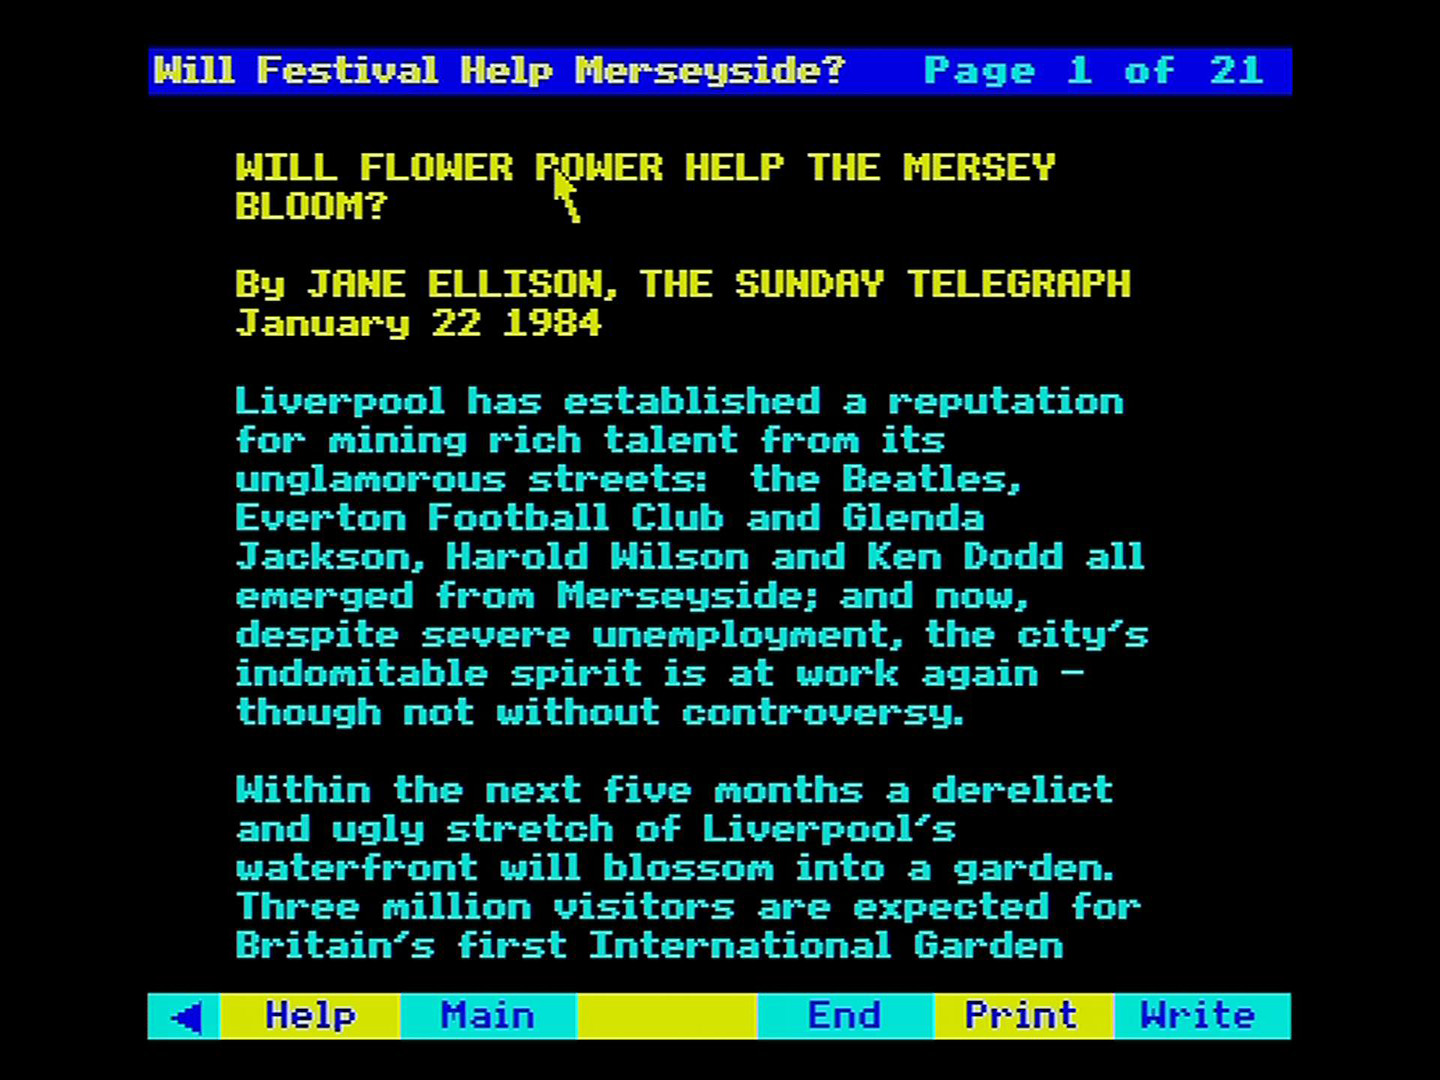 Will Festival Help Merseyside? Page 1 of 21
WILL FLOWER POWER HELP THE MERSEY
BLOOM?
By JANE ELLISON, THE SUNDAY TELEGRAPH
January 22 1984
Liverpool has established a reputation
for mining rich talent from its
unglamorous streets: the Beatles,
Everton Football Club and Glenda
Jackson, Harold Wilson and Ken Dodd all
emerged from Merseyside; and now,
despite severe unemployment, the city's
indomitable spirit is at work again -
though not without controversy.
Within the next five months a derelict
and ugly stretch of Liverpool's
waterfront will blossom into a garden.
Three million visitors are expected for
Britain's first International Garden
Help Main End Print Write